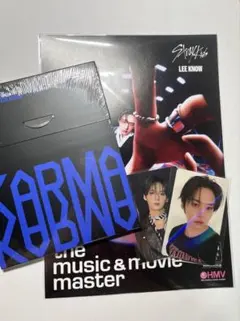 Stray Kids
LEE KNOW
KARMA
the
music & movie
master
HMV